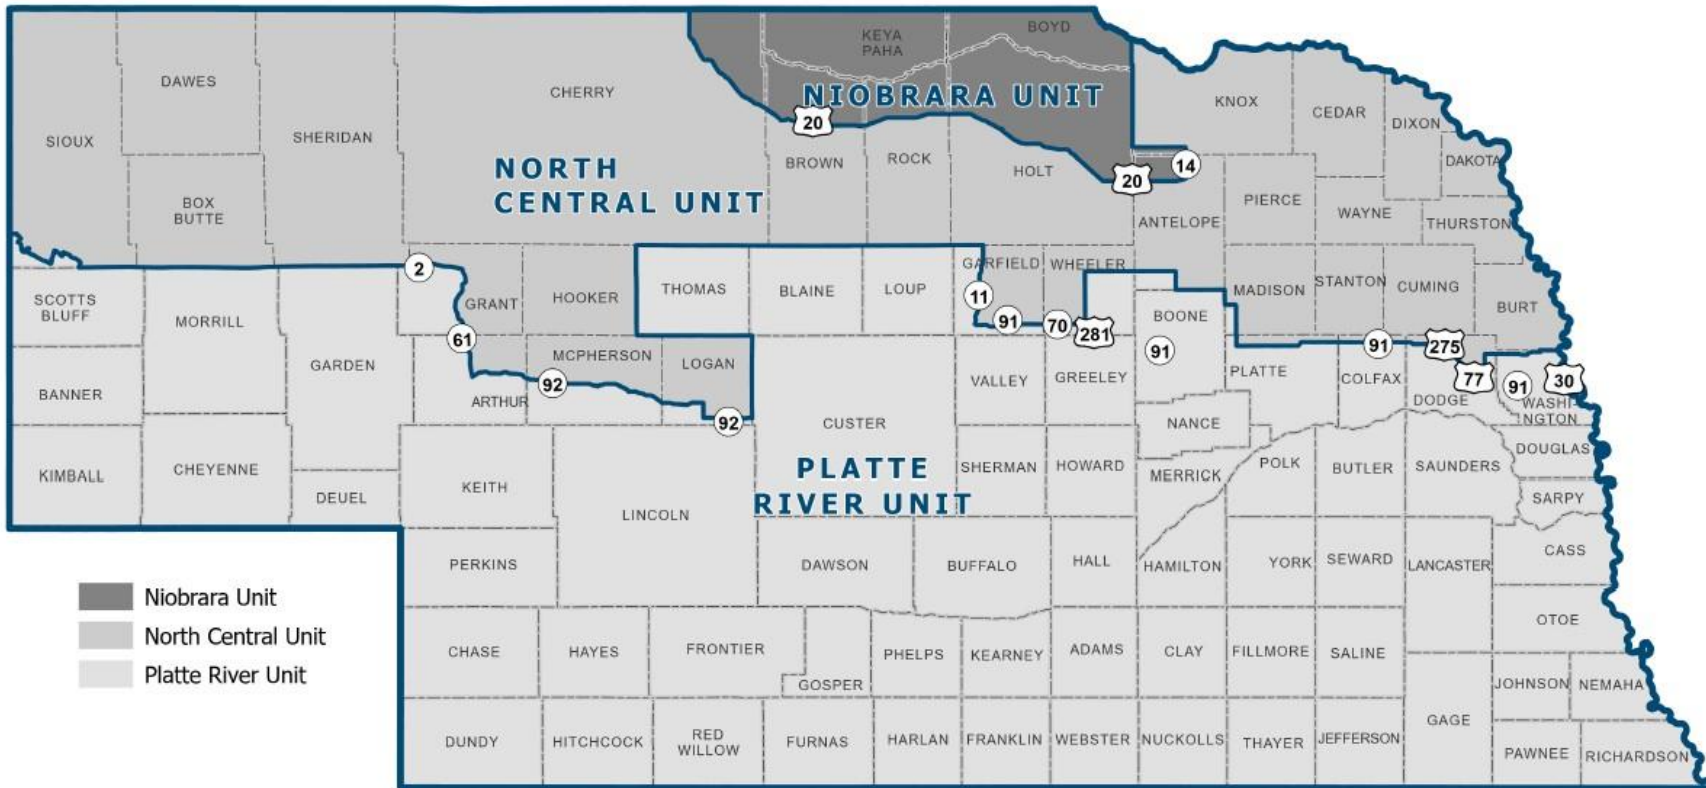 KEYA
PAHA
BOYD
DAWES
CHERRY
NIOBRARA UNIT
KNOX
CEDAR
DIXON
SIOUX
SHERIDAN
20
BROWN
ROCK
HOLT
14
DAKOTA
NORTH
CENTRAL UNIT
20
BOX
BUTTE
ANTELOPE
PIERCE
WAYNE
THURSTON
2
GARFIELD
WHEELER
SCOTTS
BLUFF
MORRILL
GRANT
HOOKER
THOMAS
BLAINE
LOUP
11
91
70
281
BOONE
MADISON
STANTON
CUMING
BURT
61
MCPHERSON
LOGAN
91
91
275
GARDEN
BANNER
92
ARTHUR
VALLEY
GREELEY
PLATTE
COLFAX
77
DODGE
91
30
WASHI-
NGTON
92
CUSTER
NANCE
KIMBALL
CHEYENNE
DEUEL
KEITH
PLATTE
RIVER UNIT
SHERMAN
HOWARD
MERRICK
POLK
BUTLER
SAUNDERS
DOUGLAS
SARPY
LINCOLN
PERKINS
DAWSON
BUFFALO
HALL
HAMILTON
YORK
SEWARD
LANCASTER
CASS
OTOE
Niobrara Unit
North Central Unit
Platte River Unit
CHASE
HAYES
FRONTIER
GOSPER
PHELPS
KEARNEY
ADAMS
CLAY
FILLMORE
SALINE
JOHNSON
NEMAHA
DUNDY
HITCHCOCK
RED
WILLOW
FURNAS
HARLAN
FRANKLIN
WEBSTER
NUCKOLLS
THAYER
JEFFERSON
GAGE
PAWNEE
RICHARDSON